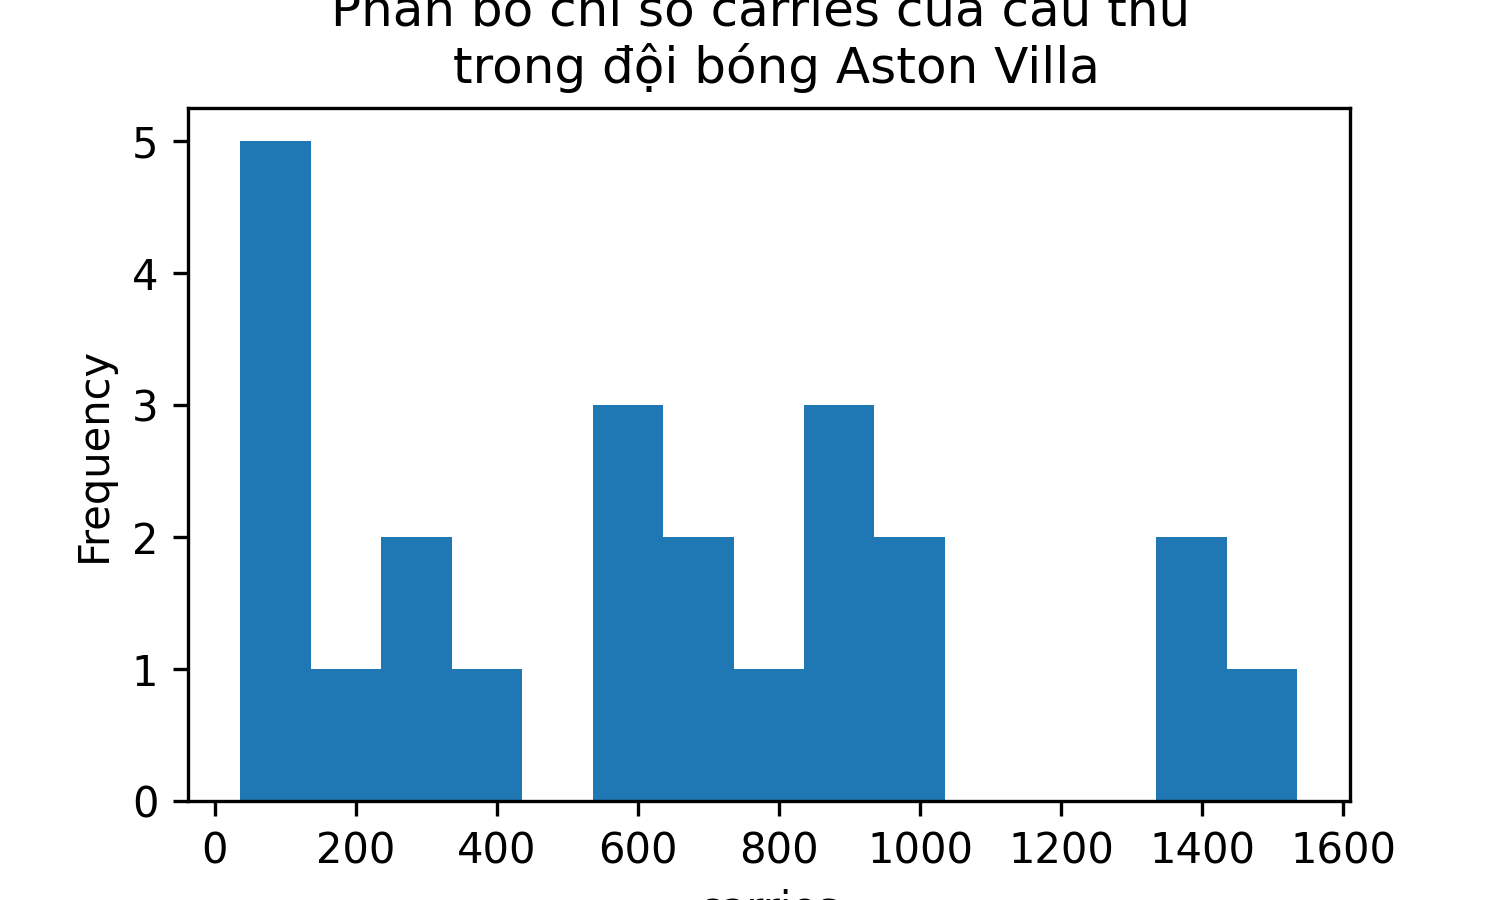 Phân bố chỉ số carries của cầu thủ
trong đội bóng Aston Villa
5
4
3
2
1
0
Frequency
0 200 400 600 800 1000 1200 1400 1600
carries